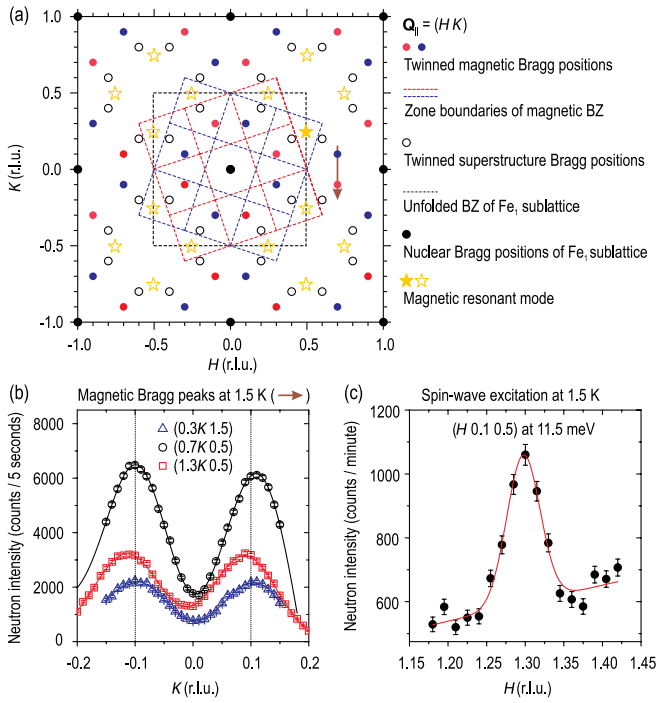 (a)
1.0
0.5
0.0
-0.5
-1.0
K (r.l.u.)
-1.0 -0.5 0.0 0.5 1.0
H (r.l.u.)
Q|| = (H K)
Twinned magnetic Bragg positions
Zone boundaries of magnetic BZ
Twinned superstructure Bragg positions
Unfolded BZ of Fe₁ sublattice
Nuclear Bragg positions of Fe₁ sublattice
Magnetic resonant mode
(b) Magnetic Bragg peaks at 1.5 K ( )
(0.3K 1.5)
(0.7K 0.5)
(1.3K 0.5)
8000
6000
4000
2000
0
Neutron intensity (counts / 5 seconds)
-0.2 -0.1 0.0 0.1 0.2
K (r.l.u.)
(c) Spin-wave excitation at 1.5 K
(H 0.1 0.5) at 11.5 meV
1200
1000
800
600
Neutron intensity (counts / minute)
1.15 1.20 1.25 1.30 1.35 1.40 1.45
H (r.l.u.)